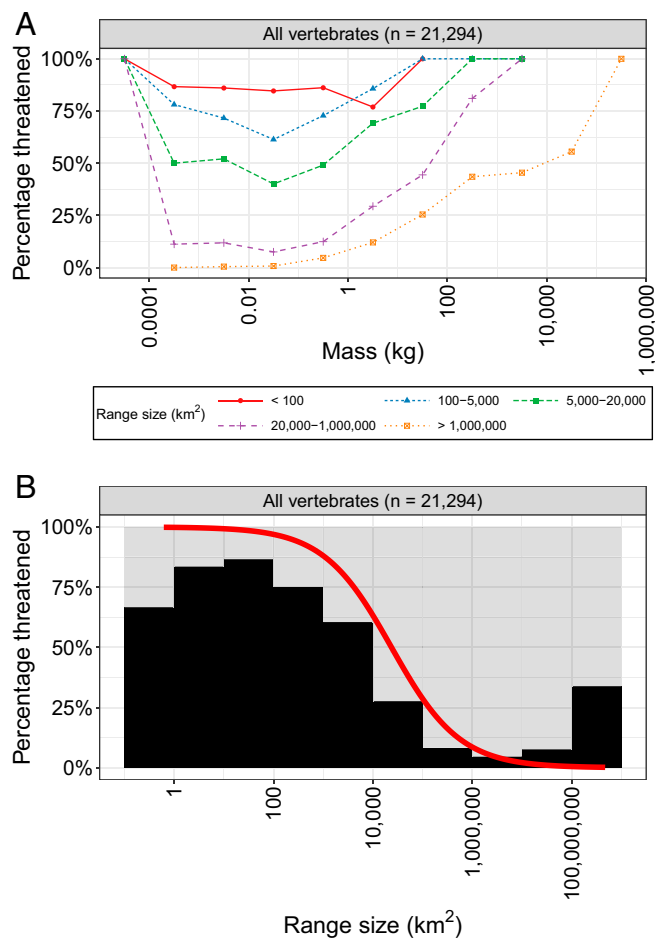 A
All vertebrates (n = 21,294)
100%
75%
50%
25%
0%
Percentage threatened
0.0001
0.01
1
100
10,000
1,000,000
Mass (kg)
Range size (km²)
< 100
100−5,000
5,000−20,000
20,000−1,000,000
> 1,000,000
B
All vertebrates (n = 21,294)
100%
75%
50%
25%
0%
Percentage threatened
1
100
10,000
1,000,000
100,000,000
Range size (km²)